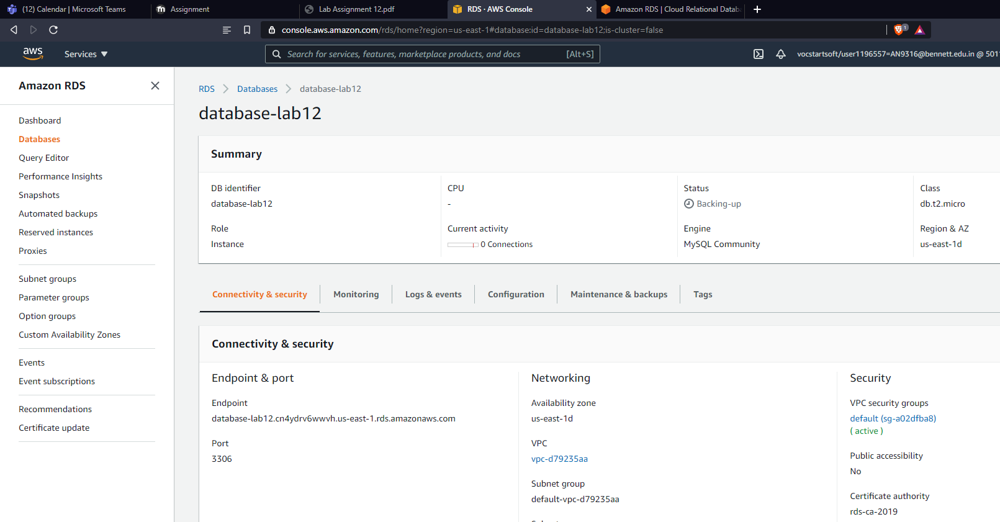 (12) Calendar | Microsoft Teams
Assignment
Lab Assignment 12.pdf
RDS · AWS Console
Amazon RDS | Cloud Relational Datab
console.aws.amazon.com/rds/home?region=us-east-1#database:id=database-lab12;is-cluster=false
1
aws
Services
Search for services, features, marketplace products, and docs
[Alt+S]
vocstartsoft/user1196557=AN9316@bennett.edu.in @ 501
Amazon RDS
Dashboard
Databases
Query Editor
Performance Insights
Snapshots
Automated backups
Reserved instances
Proxies
Subnet groups
Parameter groups
Option groups
Custom Availability Zones
Events
Event subscriptions
Recommendations
Certificate update
RDS
Databases
database-lab12
database-lab12
Summary
DB identifier
database-lab12
CPU
-
Status
Backing-up
Class
db.t2.micro
Role
Instance
Current activity
0 Connections
Engine
MySQL Community
Region & AZ
us-east-1d
Connectivity & security
Monitoring
Logs & events
Configuration
Maintenance & backups
Tags
Connectivity & security
Endpoint & port
Endpoint
database-lab12.cn4ydrv6wwvh.us-east-1.rds.amazonaws.com
Port
3306
Networking
Availability zone
us-east-1d
VPC
vpc-d79235aa
Subnet group
default-vpc-d79235aa
Security
VPC security groups
default (sg-a02dfba8)
( active )
Public accessibility
No
Certificate authority
rds-ca-2019